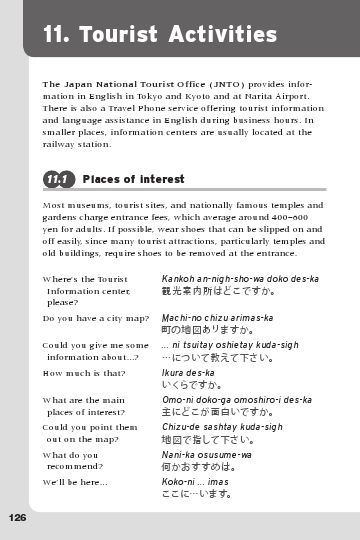 11. Tourist Activities
The Japan National Tourist Office (JNTO) provides infor-
mation in English in Tokyo and Kyoto and at Narita Airport.
There is also a Travel Phone service offering tourist information
and language assistance in English during business hours. In
smaller places, information centers are usually located at the
railway station.
11.1 Places of interest
Most museums, tourist sites, and nationally famous temples and
gardens charge entrance fees, which average around 400–600
yen for adults. If possible, wear shoes that can be slipped on and
off easily, since many tourist attractions, particularly temples and
old buildings, require shoes to be removed at the entrance.
Where's the Tourist Kankoh an-nigh-sho-wa doko des-ka
Information center, 観光案内所はどこですか。
please?
Do you have a city map? Machi-no chizu arimas-ka
町の地図ありますか。
Could you give me some ... ni tsuitay oshietay kuda-sigh
information about...? …について教えて下さい。
How much is that? Ikura des-ka
いくらですか。
What are the main Omo-ni doko-ga omoshiro-i des-ka
places of interest? 主にどこが面白いですか。
Could you point them Chizu-de sashtay kuda-sigh
out on the map? 地図で指して下さい。
What do you Nani-ka osusume-wa
recommend? 何かおすすめは。
We'll be here... Koko-ni ... imas
ここに…います。
126